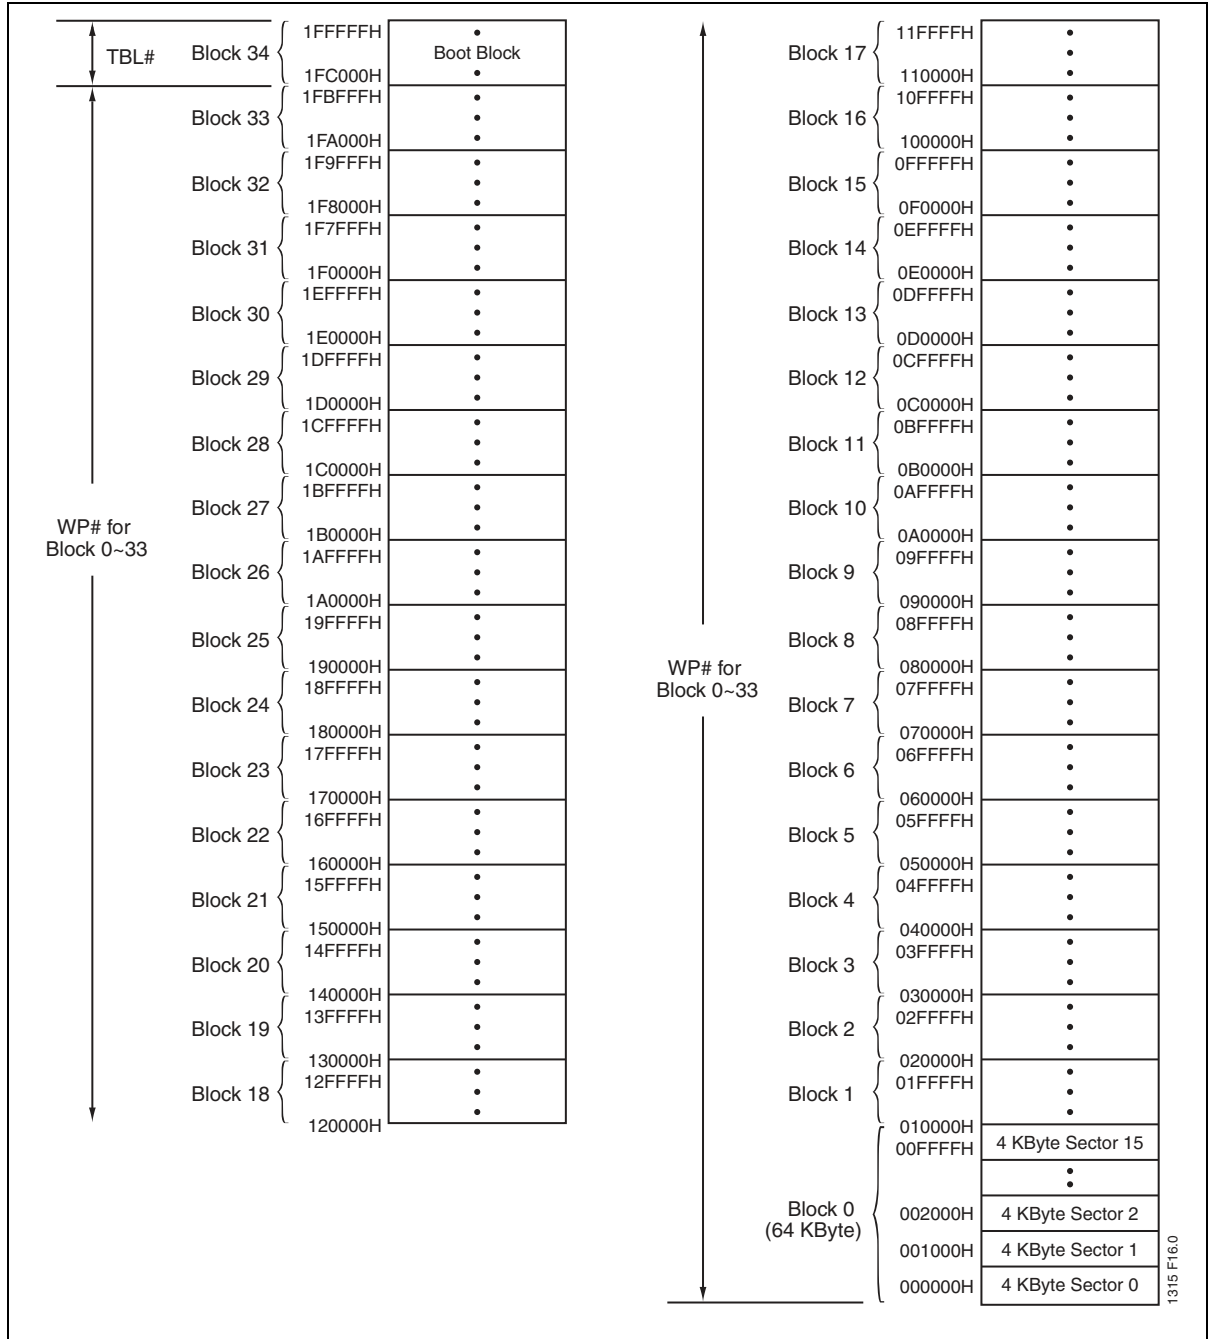 TBL#
Block 34
1FFFFFH
Boot Block
1FC000H
Block 33
1FBFFFH
1FA000H
Block 32
1F9FFFH
1F8000H
Block 31
1F7FFFH
1F0000H
Block 30
1EFFFFH
1E0000H
Block 29
1DFFFFH
1D0000H
Block 28
1CFFFFH
1C0000H
Block 27
1BFFFFH
1B0000H
WP# for
Block 0~33
Block 26
1AFFFFH
1A0000H
Block 25
19FFFFH
190000H
Block 24
18FFFFH
180000H
Block 23
17FFFFH
170000H
Block 22
16FFFFH
160000H
Block 21
15FFFFH
150000H
Block 20
14FFFFH
140000H
Block 19
13FFFFH
130000H
Block 18
12FFFFH
120000H
Block 17
11FFFFH
110000H
Block 16
10FFFFH
100000H
Block 15
0FFFFFH
0F0000H
Block 14
0EFFFFH
0E0000H
Block 13
0DFFFFH
0D0000H
Block 12
0CFFFFH
0C0000H
Block 11
0BFFFFH
0B0000H
Block 10
0AFFFFH
0A0000H
Block 9
09FFFFH
090000H
Block 8
08FFFFH
080000H
WP# for
Block 0~33
Block 7
07FFFFH
070000H
Block 6
06FFFFH
060000H
Block 5
05FFFFH
050000H
Block 4
04FFFFH
040000H
Block 3
03FFFFH
030000H
Block 2
02FFFFH
020000H
Block 1
01FFFFH
010000H
Block 0
(64 KByte)
00FFFFH
4 KByte Sector 15
002000H
4 KByte Sector 2
001000H
4 KByte Sector 1
000000H
4 KByte Sector 0
1315 F16.0